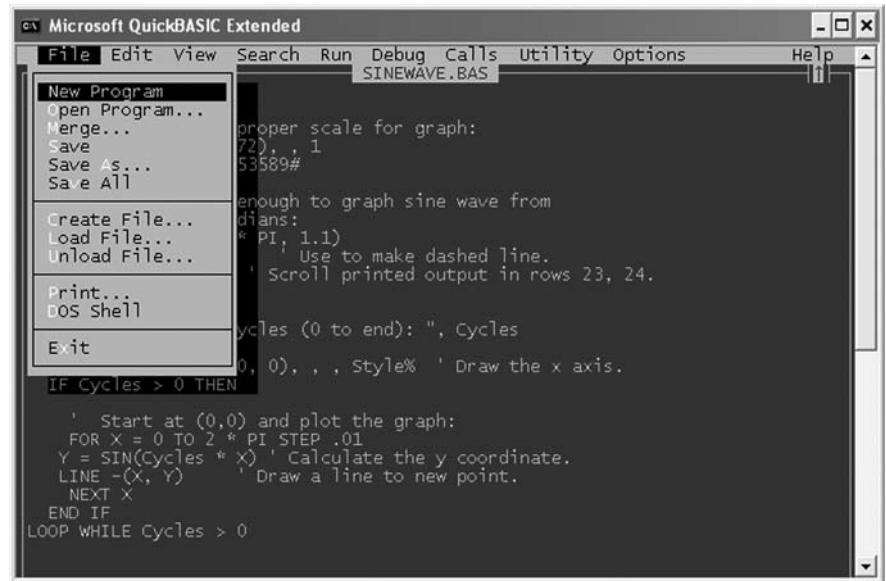 Microsoft QuickBASIC Extended
File Edit View Search Run Debug Calls Utility Options Help
SINEWAVE.BAS
New Program
Open Program...
Merge...
Save
Save As...
Save All
Create File...
Load File...
Unload File...
Print...
DOS Shell
Exit
proper scale for graph:
72), , 1
53589#
enough to graph sine wave from
dians:
* PI, 1.1)
' Use to make dashed line.
' Scroll printed output in rows 23, 24.
ycles (0 to end): ", Cycles
0, 0), , , Style% ' Draw the x axis.
IF Cycles > 0 THEN
' Start at (0,0) and plot the graph:
FOR X = 0 TO 2 * PI STEP .01
Y = SIN(Cycles * X) ' Calculate the y coordinate.
LINE -(X, Y) ' Draw a line to new point.
NEXT X
END IF
LOOP WHILE Cycles > 0